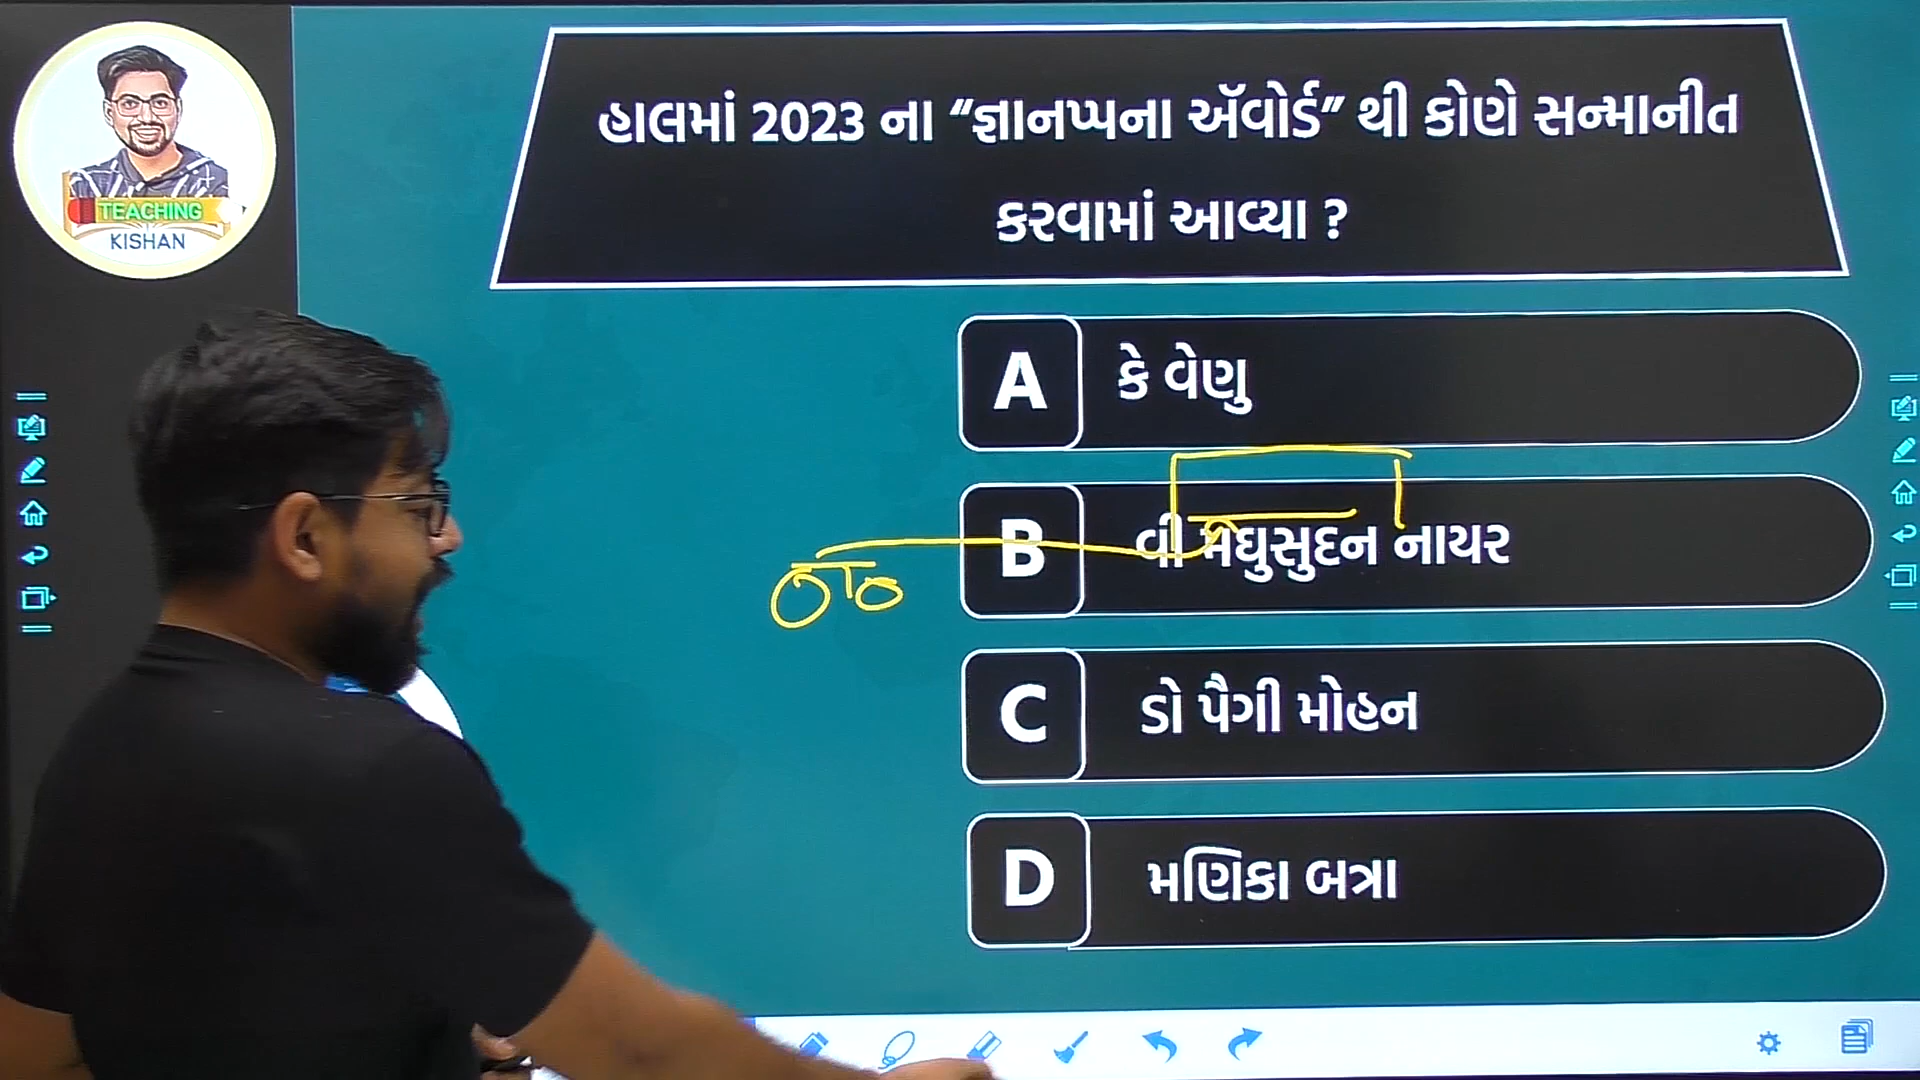 TEACHING
KISHAN
હાલમાં 2023 ના “જ્ઞાનપ્પના ઍવોર્ડ” થી કોણે સન્માનીત
કરવામાં આવ્યા ?
A કે વેણુ
B વી મધુસુદન નાયર
C ડો પૈગી મોહન
D મણિકા બત્રા